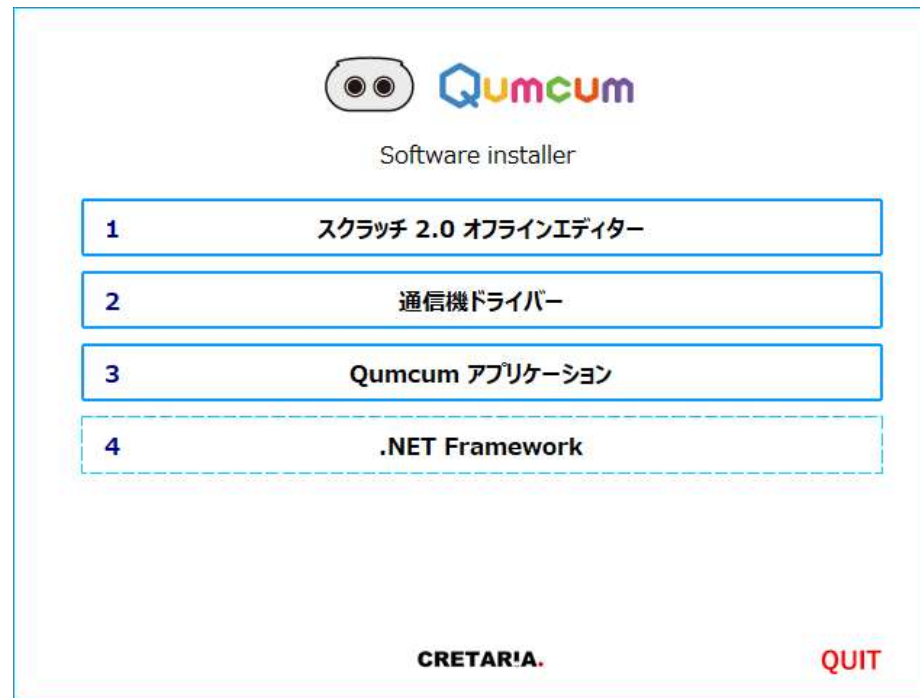 Qumcum
Software installer
1 スクラッチ 2.0 オフラインエディター
2 通信機ドライバー
3 Qumcum アプリケーション
4 .NET Framework
CRETARIA.
QUIT